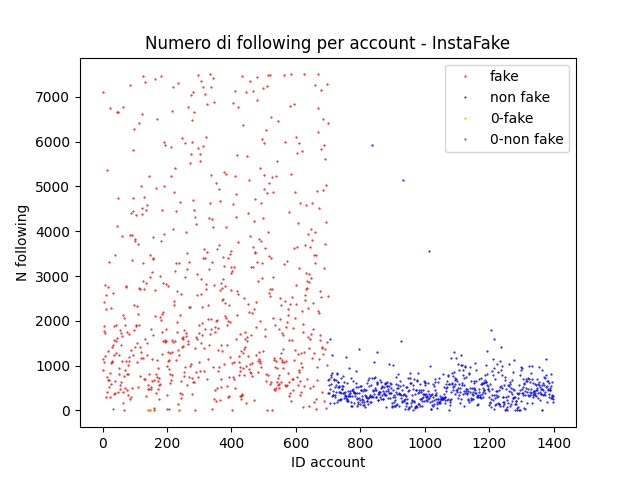 Numero di following per account - InstaFake
fake
non fake
0-fake
0-non fake
7000
6000
5000
4000
3000
2000
1000
0
N following
0 200 400 600 800 1000 1200 1400
ID account